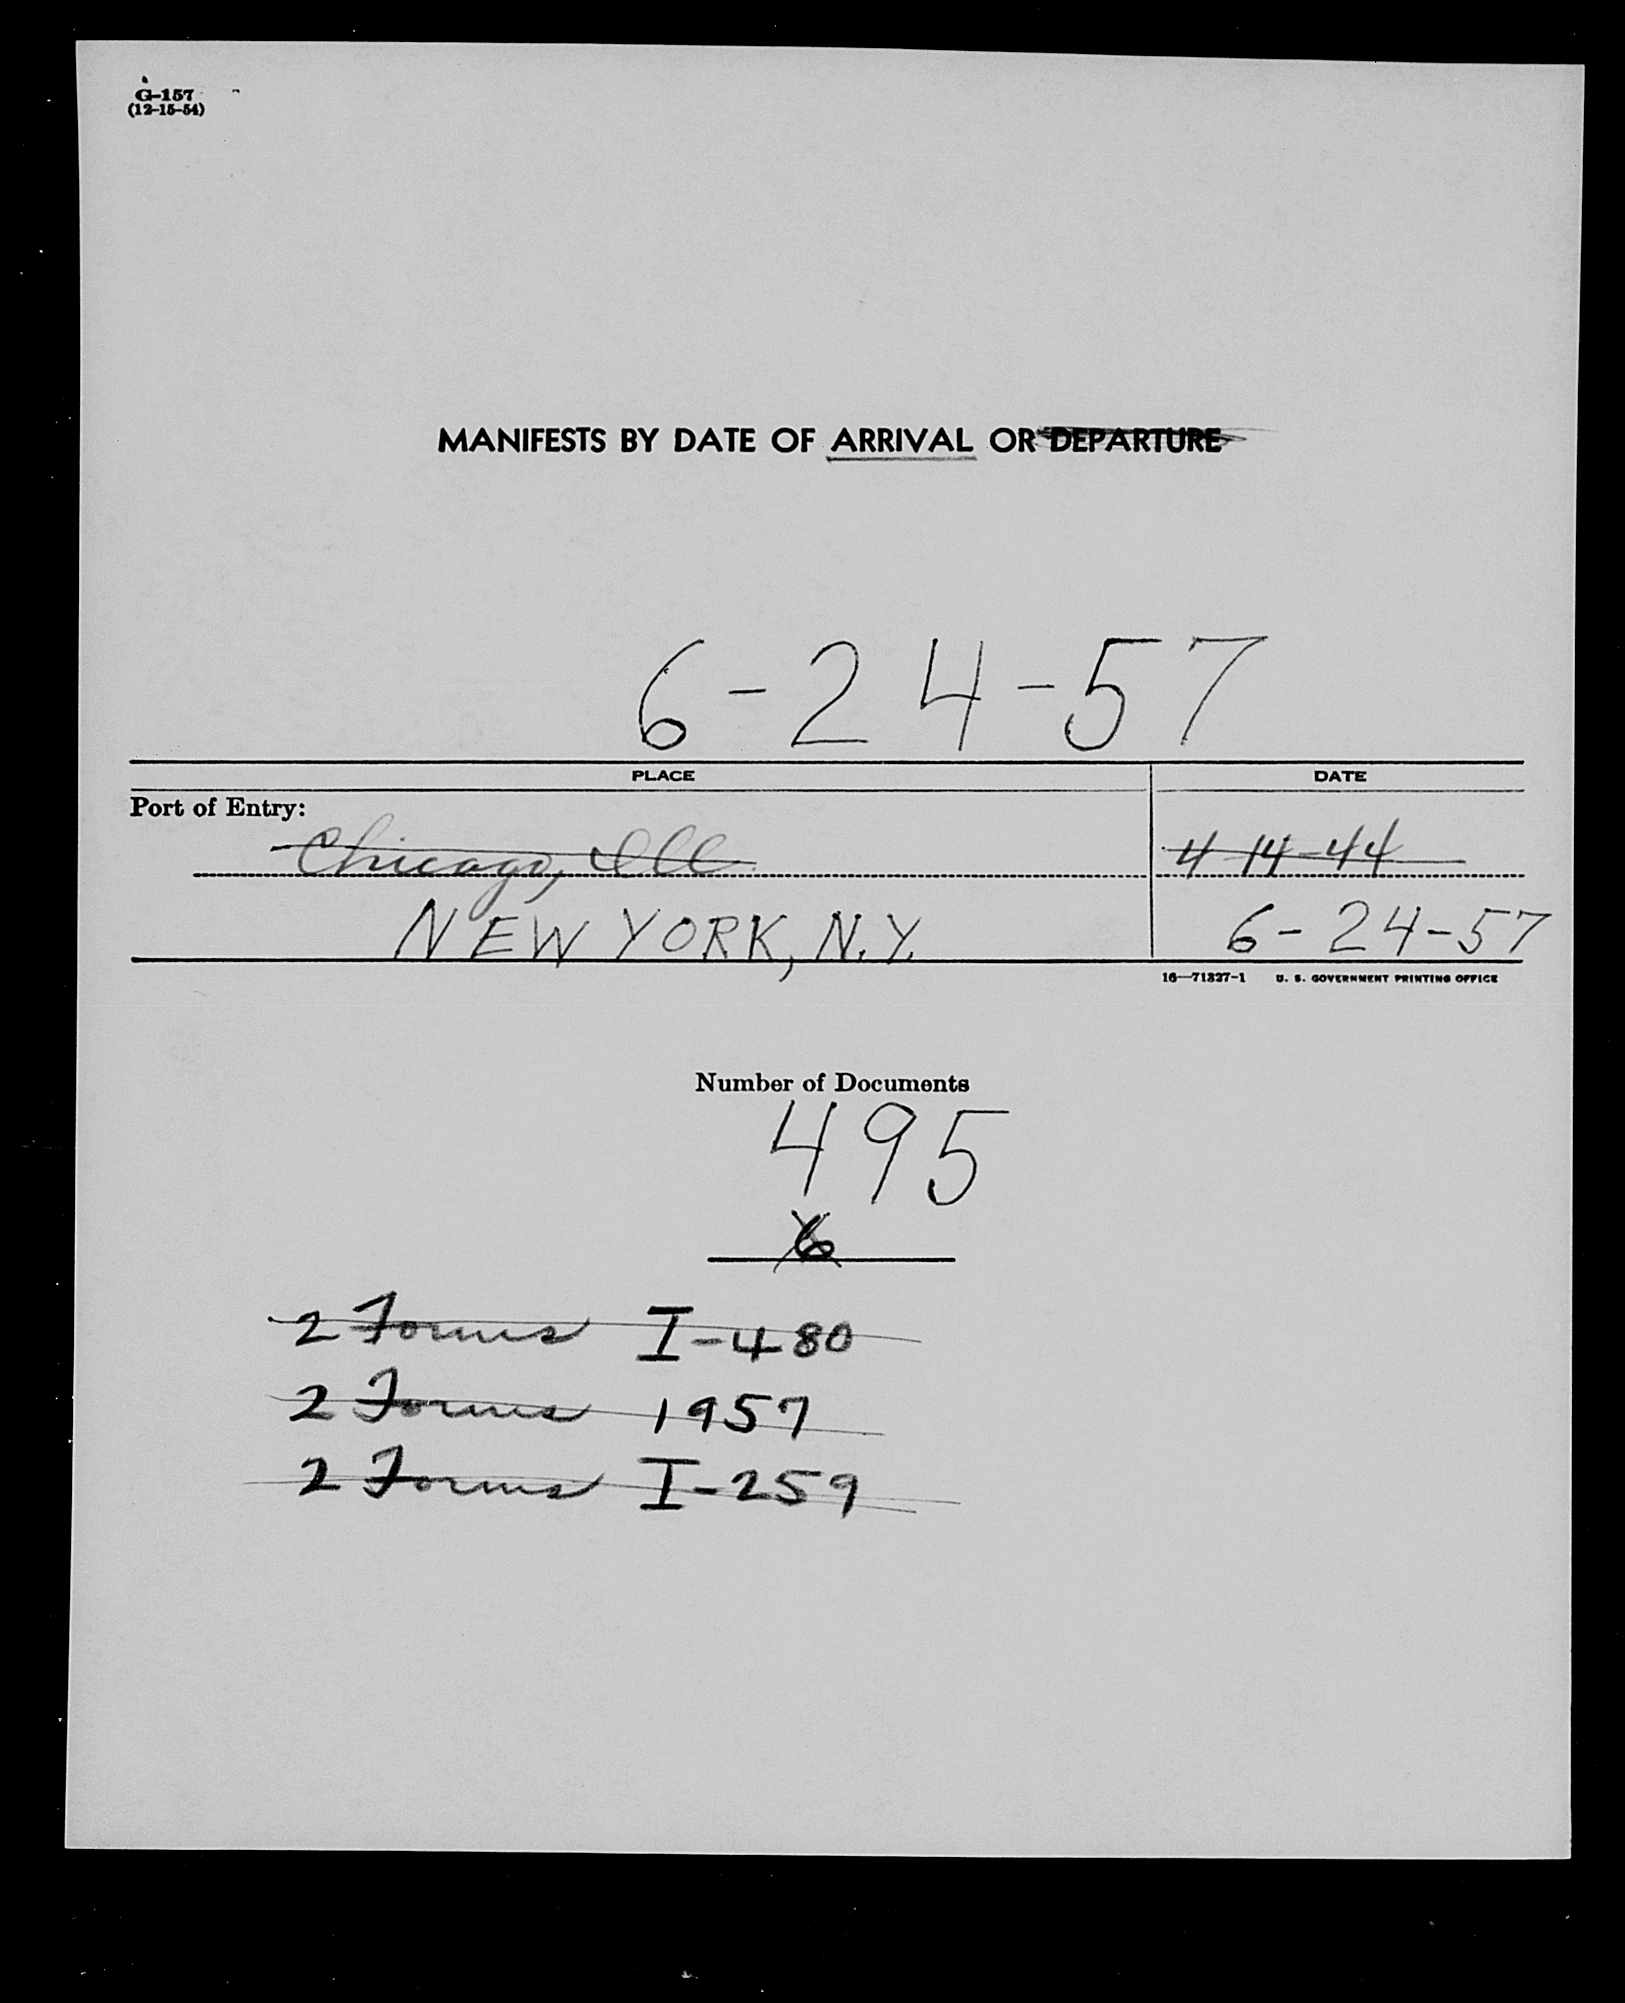 G-157
(12-15-54)
MANIFESTS BY DATE OF ARRIVAL OR DEPARTURE
6-24-57
PLACE DATE
Port of Entry:
Chicago, Ill. 4-14-44
NEW YORK, N.Y. 6-24-57
16—71327-1 U. S. GOVERNMENT PRINTING OFFICE
Number of Documents
495
6
2 Forms I-480
2 Forms 1957
2 Forms I-259